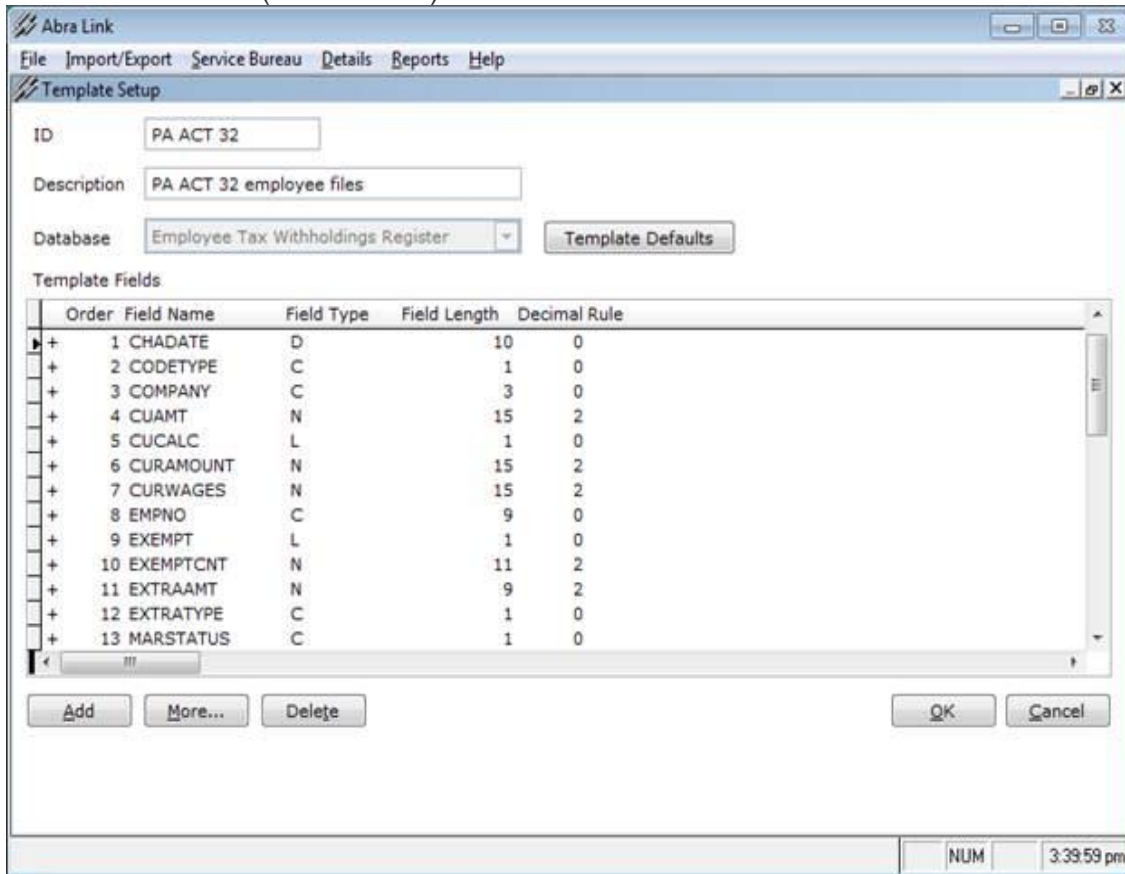 Abra Link
File Import/Export Service Bureau Details Reports Help
Template Setup
ID PA ACT 32
Description PA ACT 32 employee files
Database Employee Tax Withholdings Register Template Defaults
Template Fields
Order Field Name Field Type Field Length Decimal Rule
+ 1 CHADATE D 10 0
+ 2 CODETYPE C 1 0
+ 3 COMPANY C 3 0
+ 4 CUAMT N 15 2
+ 5 CUCALC L 1 0
+ 6 CURAMOUNT N 15 2
+ 7 CURWAGES N 15 2
+ 8 EMPNO C 9 0
+ 9 EXEMPT L 1 0
+ 10 EXEMPTCNT N 11 2
+ 11 EXTRAAMT N 9 2
+ 12 EXTRATYPE C 1 0
+ 13 MARSTATUS C 1 0
Add More... Delete OK Cancel
NUM 3:39:59 pm